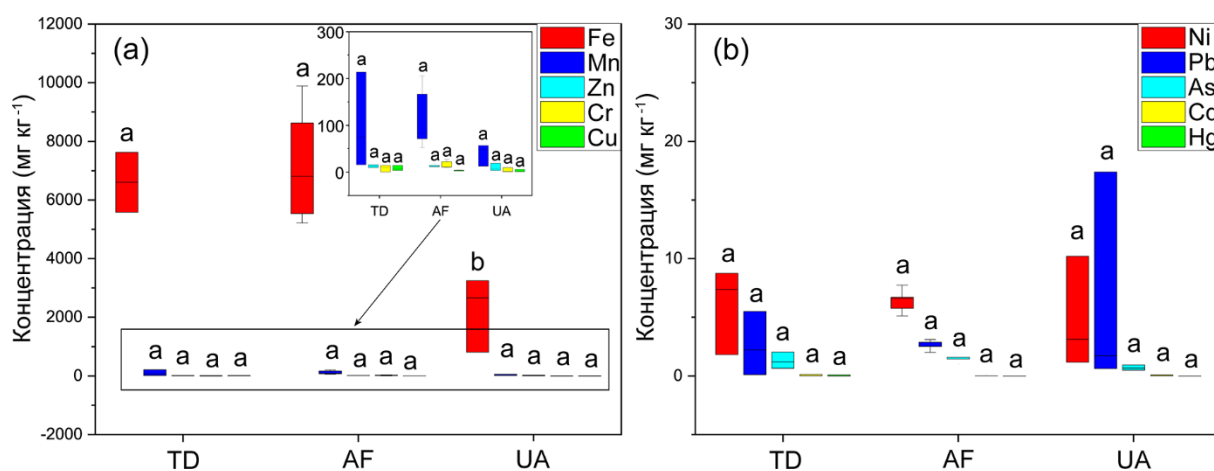 (a)
Концентрация (мг кг⁻¹)
12000
10000
8000
6000
4000
2000
0
-2000
Fe
Mn
Zn
Cr
Cu
300
200
100
0
a
a a a
a
a a a
a
a a a
TD AF UA
a
a
b
a a a a
a a a a
a a a a
TD AF UA
(b)
Концентрация (мг кг⁻¹)
30
20
10
0
Ni
Pb
As
Cd
Hg
a a a a a
a a a a a
a a a a a
TD AF UA